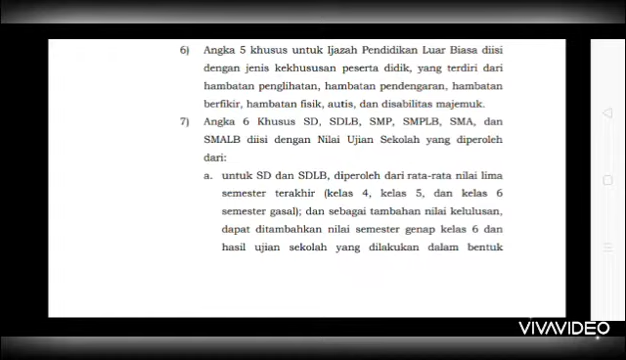 6) Angka 5 khusus untuk Ijazah Pendidikan Luar Biasa diisi
dengan jenis kekhususan peserta didik, yang terdiri dari
hambatan penglihatan, hambatan pendengaran, hambatan
berfikir, hambatan fisik, autis, dan disabilitas majemuk.
7) Angka 6 Khusus SD, SDLB, SMP, SMPLB, SMA, dan
SMALB diisi dengan Nilai Ujian Sekolah yang diperoleh
dari:
a. untuk SD dan SDLB, diperoleh dari rata-rata nilai lima
semester terakhir (kelas 4, kelas 5, dan kelas 6
semester gasal); dan sebagai tambahan nilai kelulusan,
dapat ditambahkan nilai semester genap kelas 6 dan
hasil ujian sekolah yang dilakukan dalam bentuk
VIVAVIDEO